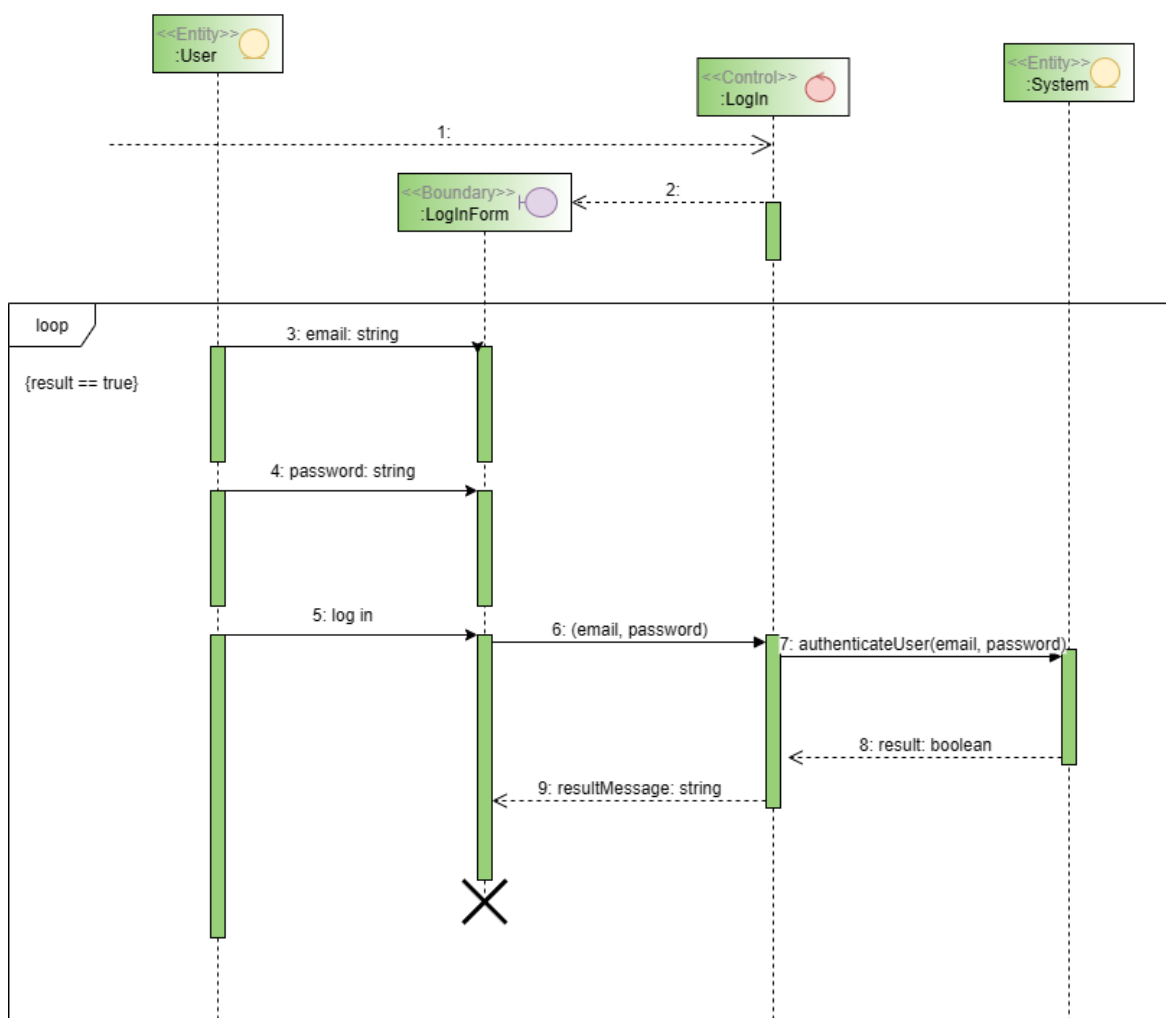 <<Entity>>
:User
<<Control>>
:LogIn
<<Entity>>
:System
1:
<<Boundary>>
:LogInForm
2:
loop
3: email: string
{result == true}
4: password: string
5: log in
6: (email, password)
7: authenticateUser(email, password)
8: result: boolean
9: resultMessage: string